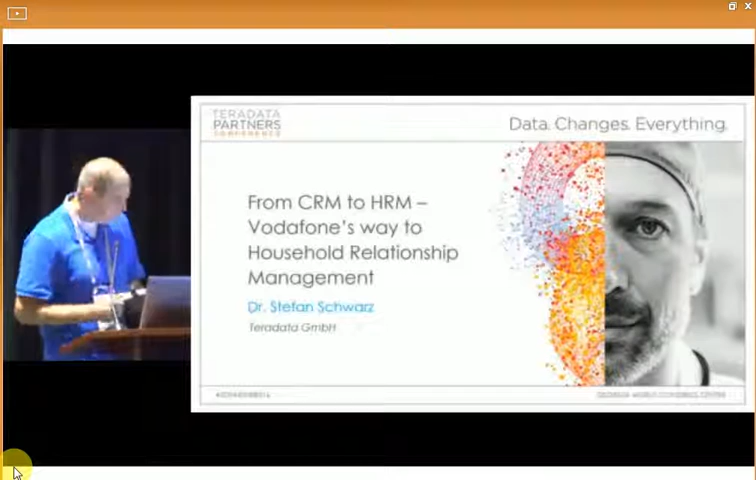 TERADATA
PARTNERS
CONFERENCE
Data. Changes. Everything.
From CRM to HRM –
Vodafone's way to
Household Relationship
Management
Dr. Stefan Schwarz
Teradata GmbH